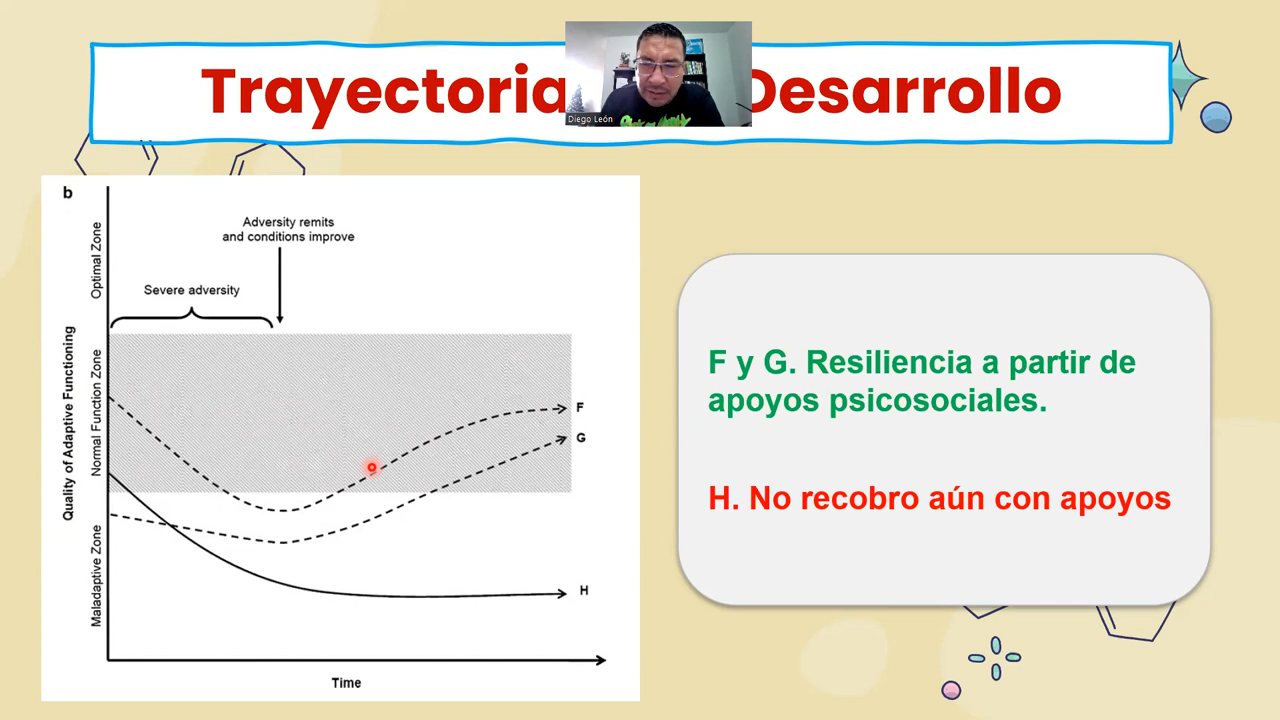 Trayectoria Desarrollo
Diego León
b
Adversity remits
and conditions improve
Severe adversity
Quality of Adaptive Functioning
Optimal Zone
Normal Function Zone
Maladaptive Zone
F
G
H
Time
F y G. Resiliencia a partir de
apoyos psicosociales.
H. No recobro aún con apoyos